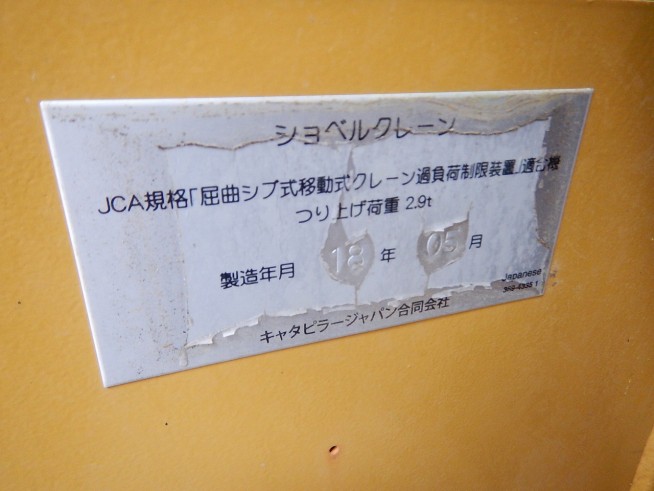 ショベルクレーン
JCA規格「屈曲ジブ式移動式クレーン過負荷制限装置」適合機
つり上げ荷重 2.9t
製造年月 18 年 05 月
Japanese
キャタピラージャパン合同会社